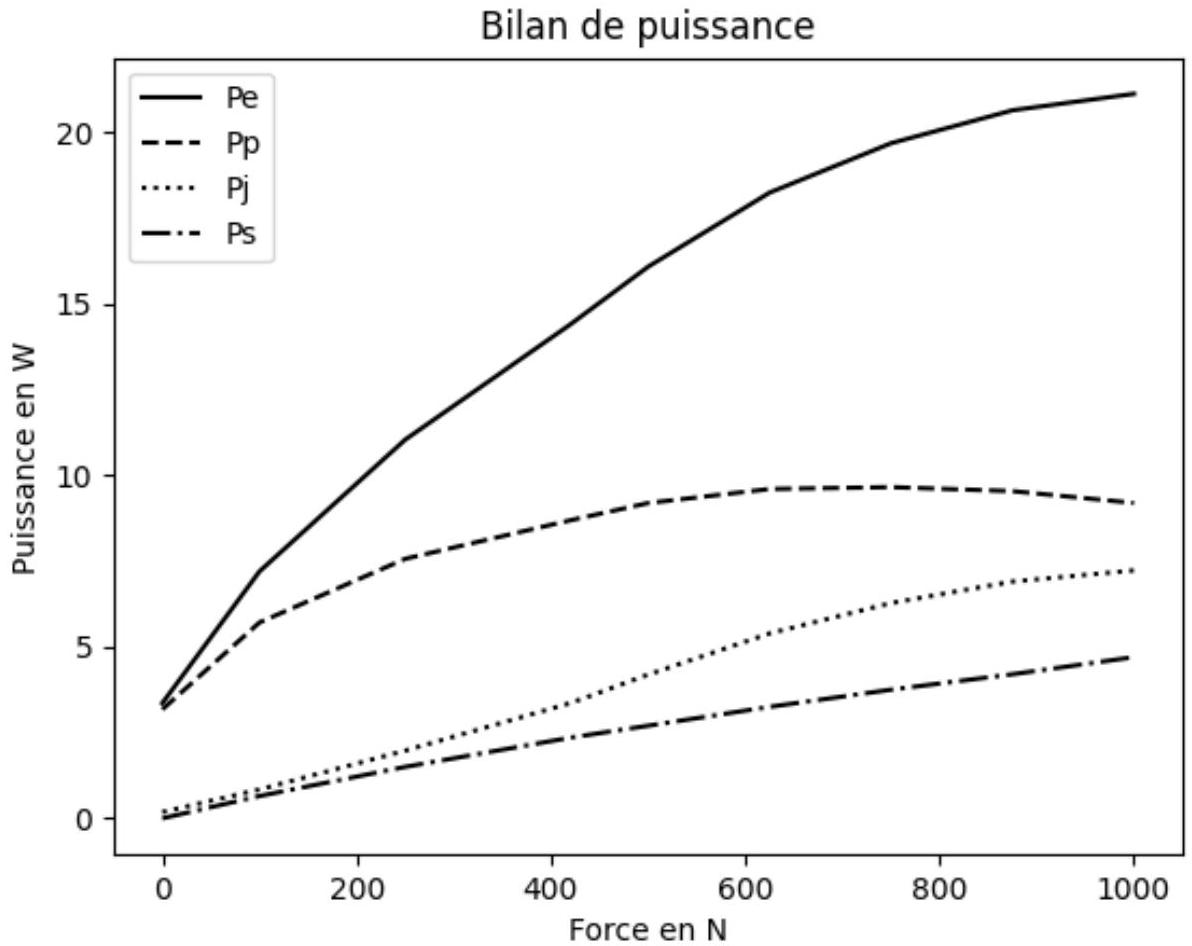 Bilan de puissance
Pe
Pp
Pj
Ps
20
15
10
5
0
Puissance en W
0 200 400 600 800 1000
Force en N